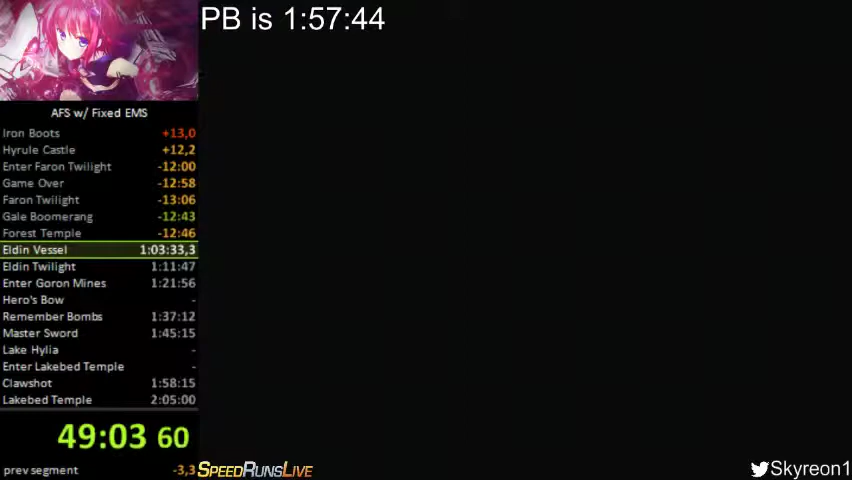 PB is 1:57:44
AFS w/ Fixed EMS
Iron Boots +13,0
Hyrule Castle +12,2
Enter Faron Twilight -12:00
Game Over -12:58
Faron Twilight -13:06
Gale Boomerang -12:43
Forest Temple -12:46
Eldin Vessel 1:03:33,3
Eldin Twilight 1:11:47
Enter Goron Mines 1:21:56
Hero's Bow -
Remember Bombs 1:37:12
Master Sword 1:45:15
Lake Hylia -
Enter Lakebed Temple -
Clawshot 1:58:15
Lakebed Temple 2:05:00
49:03 60
prev segment -3,3
SPEEDRUNSLIVE
Skyreon1